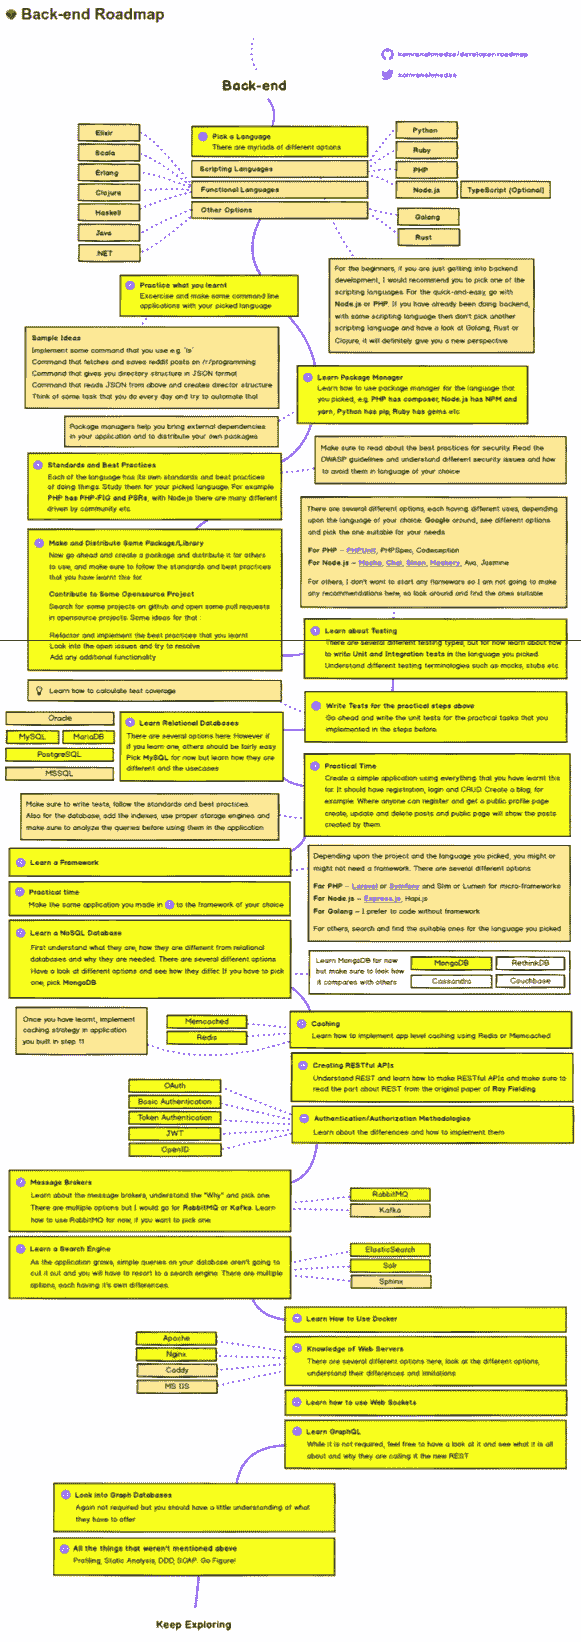 Back-end Roadmap
kamranahmedse/developer-roadmap
kamranahmedse
Back-end
Pick a Language
There are myriads of different options
Scripting Languages
Functional Languages
Other Options
Elixir
Scala
Erlang
Clojure
Haskell
Java
.NET
Python
Ruby
PHP
Node.js
TypeScript (Optional)
Golang
Rust
For the beginners, if you are just getting into backend
development, I would recommend you to pick one of the
scripting languages. For the quick-and-easy, go with
Node.js or PHP. If you have already been doing backend,
with some scripting language then don't pick another
scripting language and have a look at Golang, Rust or
Clojure, it will definitely give you a new perspective
Practice what you learnt
Excercise and make some command line
applications with your picked language
Sample Ideas
Implement some command that you use e.g. 'ls'
Command that fetches and saves reddit posts on /r/programming
Command that gives you directory structure in JSON format
Command that reads JSON from above and creates directory structure
Think of some task that you do every day and try to automate that
Learn Package Manager
Learn how to use package manager for the language that
you picked, e.g. PHP has composer, Node.js has NPM and
yarn, Python has pip, Ruby has gems etc
Package managers help you bring external dependencies
in your application and to distribute your own packages
Standards and Best Practices
Each of the language has its own standards and best practices
of doing things. Study them for your picked language. For example
PHP has PHP-FIG and PSRs, with Node.js there are many different
driven by community etc.
Make sure to read about the best practices for security. Read the
OWASP guidelines and understand different security issues and how
to avoid them in language of your choice
Make and Distribute Some Package/Library
Now go ahead and create a package and distribute it for others
to use, and make sure to follow the standards and best practices
that you have learnt this far.
Contribute to Some Opensource Project
Search for some projects on github and open some pull requests
in opensource projects. Some ideas for that :
Refactor and implement the best practices that you learnt
Look into the open issues and try to resolve
Add any additional functionality
There are several different options, each having different uses, depending
upon the language of your choice. Google around, see different options
and pick the one suitable for your needs
For PHP – PHPUnit, PHPSpec, Codeception
For Node.js – Mocha, Chai, Sinon, Mockery, Ava, Jasmine
For others, I don't want to start any framewars so I am not going to make
any recommendations here, so look around and find the ones suitable
Learn about Testing
There are several different testing types, but for now learn about how
to write Unit and Integration tests in the language you picked.
Understand different testing terminologies such as mocks, stubs etc
Learn how to calculate test coverage
Write Tests for the practical steps above
Go ahead and write the unit tests for the practical tasks that you
implemented in the steps before.
Oracle
MySQL
MariaDB
PostgreSQL
MSSQL
Learn Relational Databases
There are several options here. However if
if you learn one, others should be fairly easy.
Pick MySQL for now but learn how they are
different and the usecases
Practical Time
Create a simple application using everything that you have learnt this
far. It should have registration, login and CRUD. Create a blog, for
example. Where anyone can register and get a public profile page
create, update and delete posts and public page will show the posts
created by them.
Make sure to write tests, follow the standards and best practices.
Also for the database, add the indexes, use proper storage engines and
make sure to analyze the queries before using them in the application
Learn a Framework
Depending upon the project and the language you picked, you might or
might not need a framework. There are several different options
For PHP – Laravel or Symfony and Slim or Lumen for micro-frameworks
For Node.js – Express.js, Hapi.js
For Golang – I prefer to code without framework
For others, search and find the suitable ones for the language you picked
Practical time
Make the same application you made in to the framework of your choice
Learn a NoSQL Database
First understand what they are, how they are different from relational
databases and why they are needed. There are several different options
Have a look at different options and see how they differ. If you have to pick
one, pick MongoDB
Learn MongoDB for now
but make sure to look how
it compares with others
MongoDB
RethinkDB
Cassandra
Couchbase
Once you have learnt, implement
caching strategy in application
you built in step 11
Memcached
Redis
Caching
Learn how to implement app level caching using Redis or Memcached
Creating RESTful APIs
Understand REST and learn how to make RESTful APIs and make sure to
read the part about REST from the original paper of Roy Fielding.
OAuth
Basic Authentication
Token Authentication
JWT
OpenID
Authentication/Authorization Methodologies
Learn about the differences and how to implement them
Message Brokers
Learn about the message brokers, understand the "Why" and pick one.
There are multiple options but I would go for RabbitMQ or Kafka. Learn
how to use RabbitMQ for now, if you want to pick one
RabbitMQ
Kafka
Learn a Search Engine
As the application grows, simple queries on your database aren't going to
cut it out and you will have to resort to a search engine. There are multiple
options, each having it's own differences.
ElasticSearch
Solr
Sphinx
Learn How to Use Docker
Apache
Nginx
Caddy
MS IIS
Knowledge of Web Servers
There are several different options here, look at the different options,
understand their differences and limitations
Learn how to use Web Sockets
Learn GraphQL
While it is not required, feel free to have a look at it and see what it is all
about and why they are calling it the new REST
Look into Graph Databases
Again not required but you should have a little understanding of what
they have to offer
All the things that weren't mentioned above
Profiling, Static Analysis, DDD, SOAP. Go Figure!
Keep Exploring